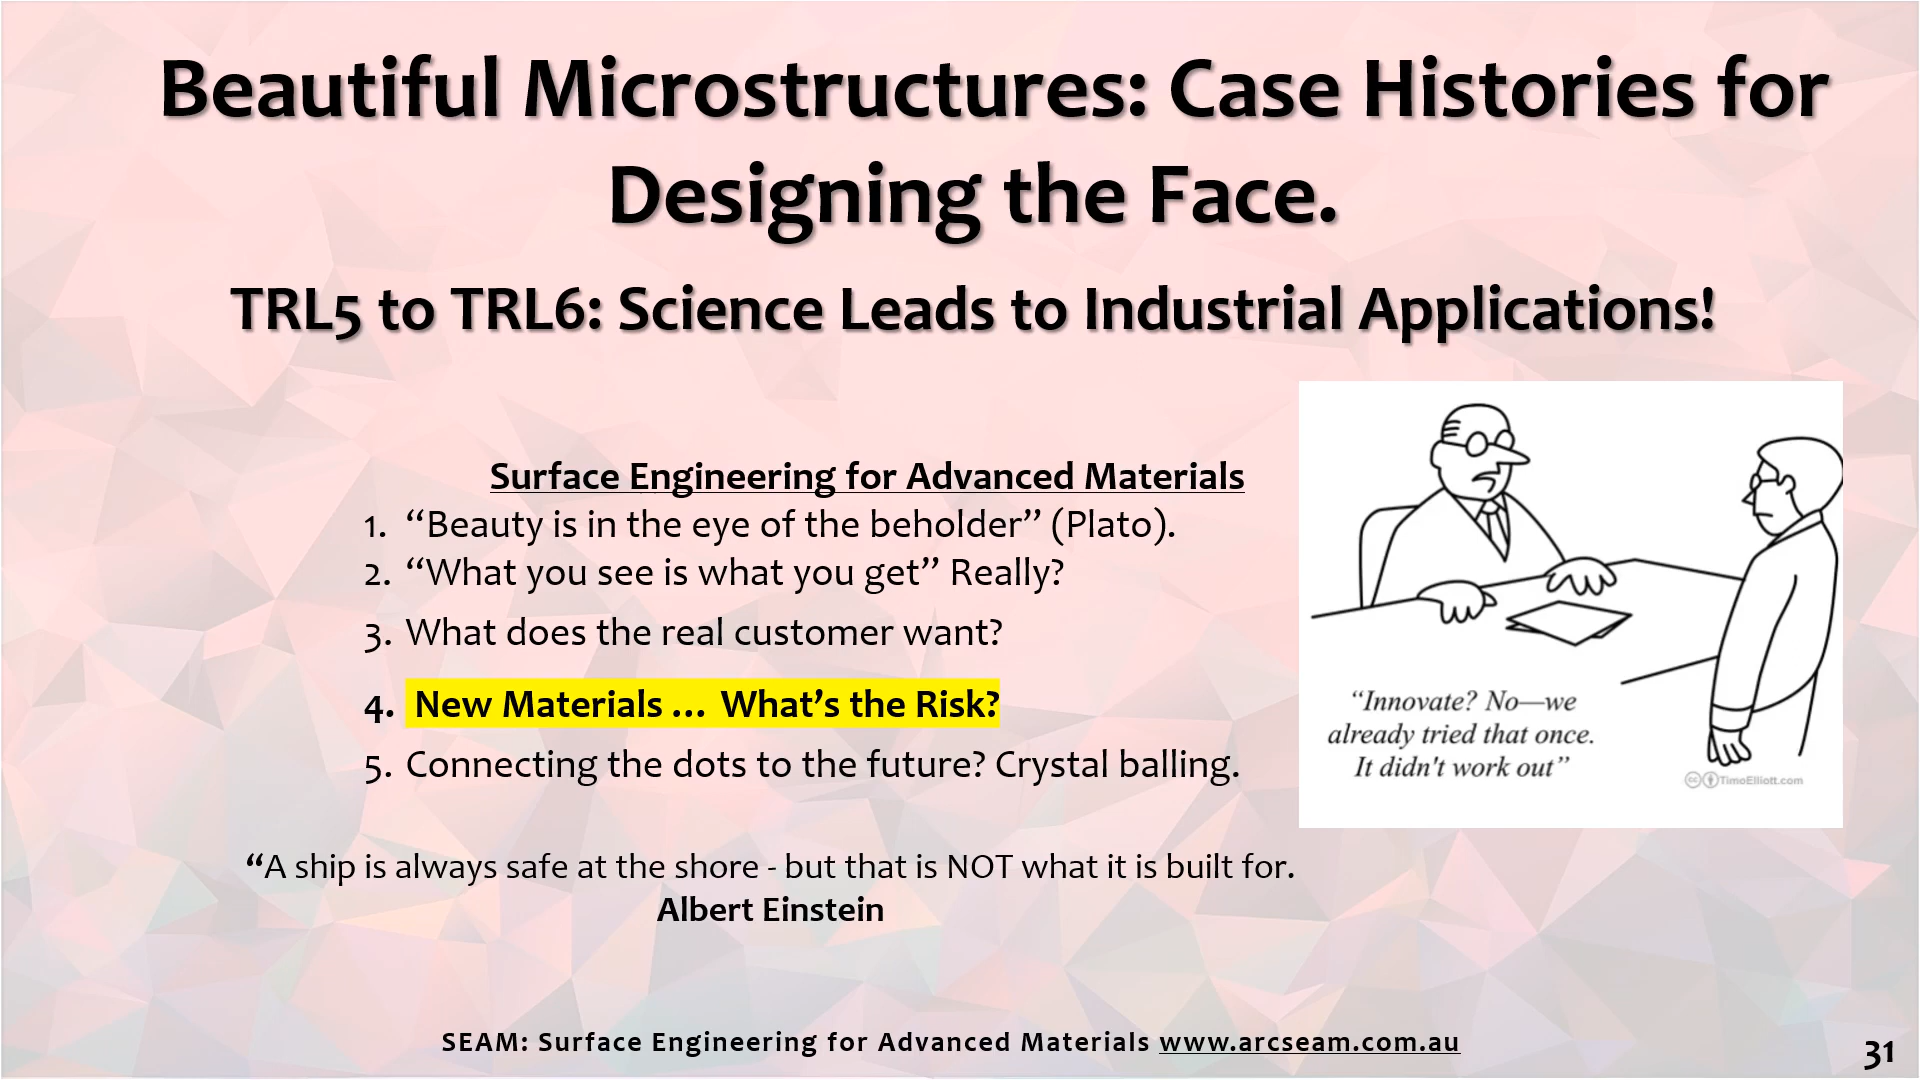 Beautiful Microstructures: Case Histories for
Designing the Face.
TRL5 to TRL6: Science Leads to Industrial Applications!
Surface Engineering for Advanced Materials
1. “Beauty is in the eye of the beholder” (Plato).
2. “What you see is what you get” Really?
3. What does the real customer want?
4. New Materials … What’s the Risk?
5. Connecting the dots to the future? Crystal balling.
“A ship is always safe at the shore - but that is NOT what it is built for.
Albert Einstein
“Innovate? No—we
already tried that once.
It didn't work out”
cc TimoElliott.com
SEAM: Surface Engineering for Advanced Materials www.arcseam.com.au
31